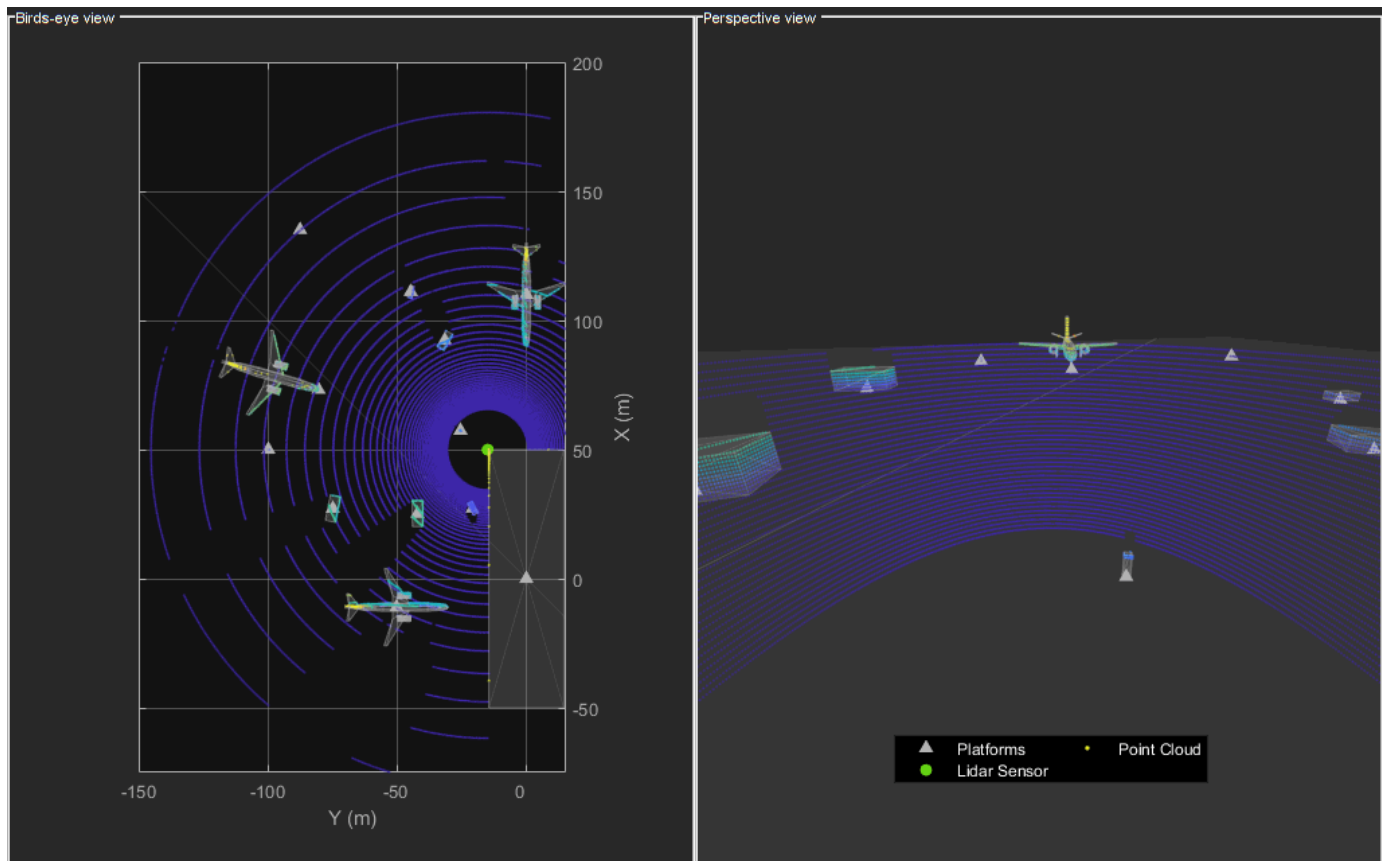 Birds-eye view
200
150
100
50
0
-50
X (m)
-150
-100
-50
0
Y (m)
Perspective view
Platforms
Point Cloud
Lidar Sensor